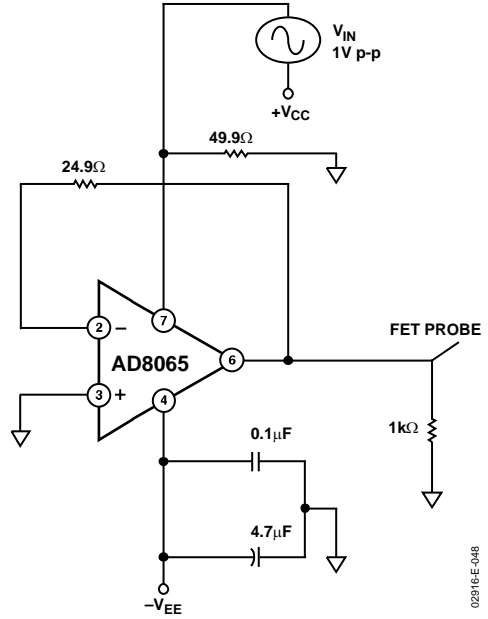 V_IN
1V p-p
+V_CC
49.9Ω
24.9Ω
2
–
7
FET PROBE
AD8065
6
3
+
4
1kΩ
0.1μF
4.7μF
–V_EE
02916-E-048